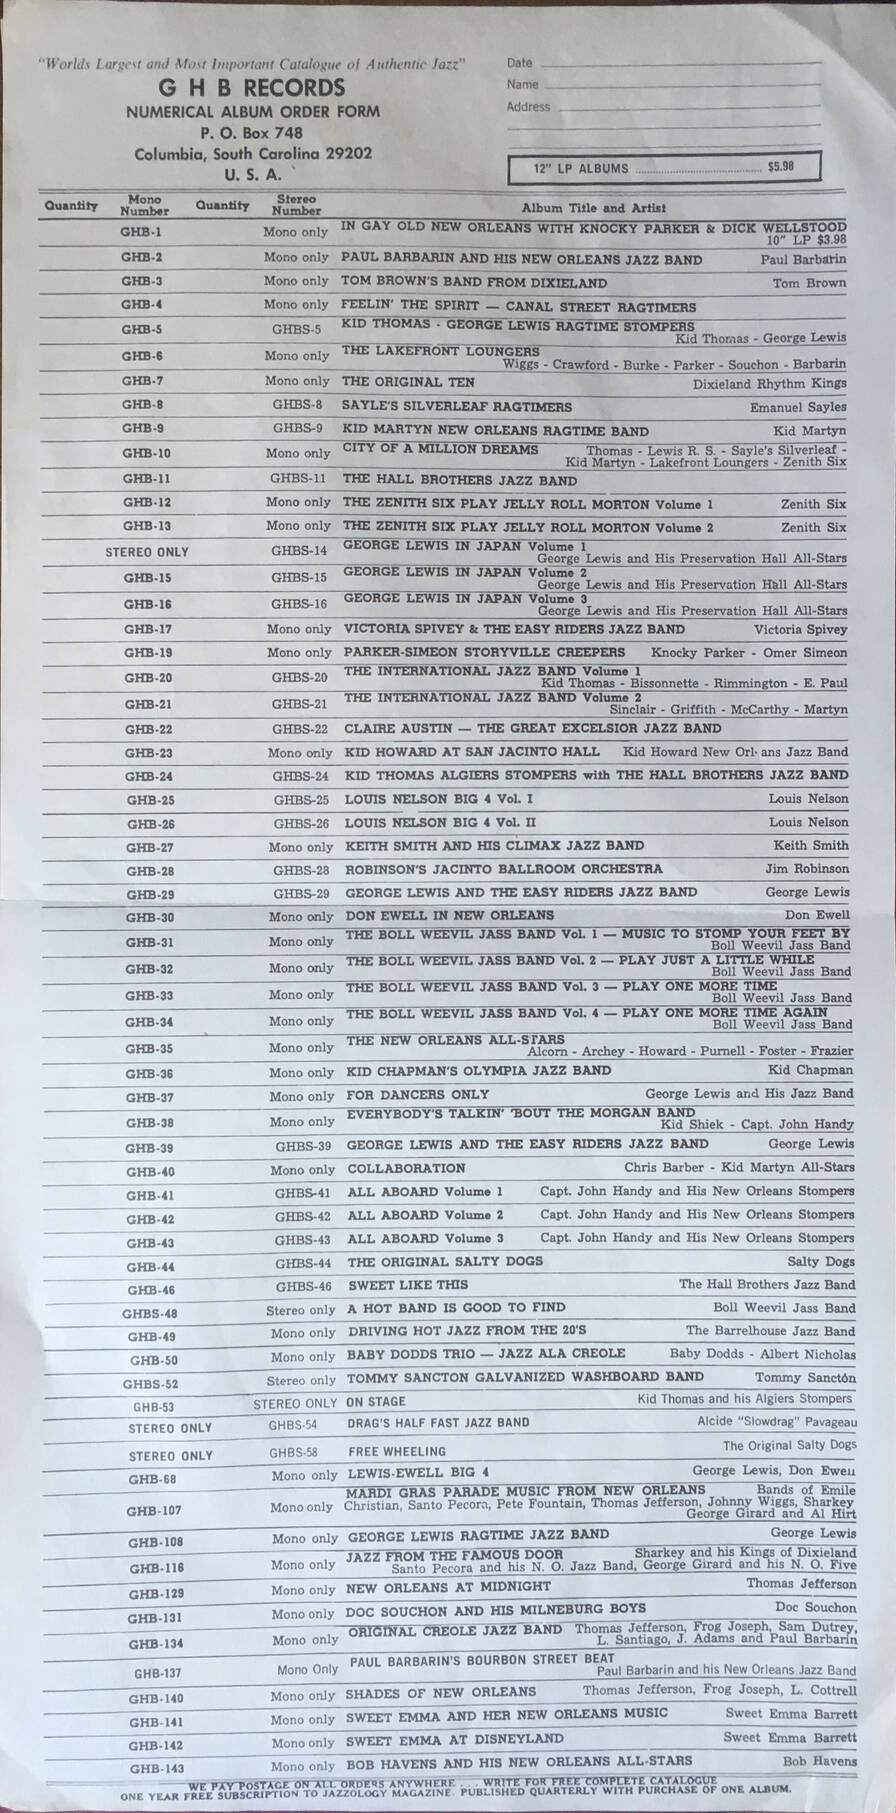 "Worlds Largest and Most Important Catalogue of Authentic Jazz"
G H B RECORDS
NUMERICAL ALBUM ORDER FORM
P. O. Box 748
Columbia, South Carolina 29202
U. S. A.
Date
Name
Address
12" LP ALBUMS ........................................ $5.98
Quantity Mono Number Quantity Stereo Number Album Title and Artist
GHB-1 Mono only IN GAY OLD NEW ORLEANS WITH KNOCKY PARKER & DICK WELLSTOOD
10" LP $3.98
GHB-2 Mono only PAUL BARBARIN AND HIS NEW ORLEANS JAZZ BAND Paul Barbarin
GHB-3 Mono only TOM BROWN'S BAND FROM DIXIELAND Tom Brown
GHB-4 Mono only FEELIN' THE SPIRIT — CANAL STREET RAGTIMERS
GHB-5 GHBS-5 KID THOMAS - GEORGE LEWIS RAGTIME STOMPERS
Kid Thomas - George Lewis
GHB-6 Mono only THE LAKEFRONT LOUNGERS
Wiggs - Crawford - Burke - Parker - Souchon - Barbarin
GHB-7 Mono only THE ORIGINAL TEN Dixieland Rhythm Kings
GHB-8 GHBS-8 SAYLE'S SILVERLEAF RAGTIMERS Emanuel Sayles
GHB-9 GHBS-9 KID MARTYN NEW ORLEANS RAGTIME BAND Kid Martyn
GHB-10 Mono only CITY OF A MILLION DREAMS Thomas - Lewis R. S. - Sayle's Silverleaf -
Kid Martyn - Lakefront Loungers - Zenith Six
GHB-11 GHBS-11 THE HALL BROTHERS JAZZ BAND
GHB-12 Mono only THE ZENITH SIX PLAY JELLY ROLL MORTON Volume 1 Zenith Six
GHB-13 Mono only THE ZENITH SIX PLAY JELLY ROLL MORTON Volume 2 Zenith Six
STEREO ONLY GHBS-14 GEORGE LEWIS IN JAPAN Volume 1
George Lewis and His Preservation Hall All-Stars
GHB-15 GHBS-15 GEORGE LEWIS IN JAPAN Volume 2
George Lewis and His Preservation Hall All-Stars
GHB-16 GHBS-16 GEORGE LEWIS IN JAPAN Volume 3
George Lewis and His Preservation Hall All-Stars
GHB-17 Mono only VICTORIA SPIVEY & THE EASY RIDERS JAZZ BAND Victoria Spivey
GHB-19 Mono only PARKER-SIMEON STORYVILLE CREEPERS Knocky Parker - Omer Simeon
GHB-20 GHBS-20 THE INTERNATIONAL JAZZ BAND Volume 1
Kid Thomas - Bissonnette - Rimmington - E. Paul
GHB-21 GHBS-21 THE INTERNATIONAL JAZZ BAND Volume 2
Sinclair - Griffith - McCarthy - Martyn
GHB-22 GHBS-22 CLAIRE AUSTIN — THE GREAT EXCELSIOR JAZZ BAND
GHB-23 Mono only KID HOWARD AT SAN JACINTO HALL Kid Howard New Orl·ans Jazz Band
GHB-24 GHBS-24 KID THOMAS ALGIERS STOMPERS with THE HALL BROTHERS JAZZ BAND
GHB-25 GHBS-25 LOUIS NELSON BIG 4 Vol. I Louis Nelson
GHB-26 GHBS-26 LOUIS NELSON BIG 4 Vol. II Louis Nelson
GHB-27 Mono only KEITH SMITH AND HIS CLIMAX JAZZ BAND Keith Smith
GHB-28 GHBS-28 ROBINSON'S JACINTO BALLROOM ORCHESTRA Jim Robinson
GHB-29 GHBS-29 GEORGE LEWIS AND THE EASY RIDERS JAZZ BAND George Lewis
GHB-30 Mono only DON EWELL IN NEW ORLEANS Don Ewell
GHB-31 Mono only THE BOLL WEEVIL JASS BAND Vol. 1 — MUSIC TO STOMP YOUR FEET BY
Boll Weevil Jass Band
GHB-32 Mono only THE BOLL WEEVIL JASS BAND Vol. 2 — PLAY JUST A LITTLE WHILE
Boll Weevil Jass Band
GHB-33 Mono only THE BOLL WEEVIL JASS BAND Vol. 3 — PLAY ONE MORE TIME
Boll Weevil Jass Band
GHB-34 Mono only THE BOLL WEEVIL JASS BAND Vol. 4 — PLAY ONE MORE TIME AGAIN
Boll Weevil Jass Band
GHB-35 Mono only THE NEW ORLEANS ALL-STARS
Alcorn - Archey - Howard - Purnell - Foster - Frazier
GHB-36 Mono only KID CHAPMAN'S OLYMPIA JAZZ BAND Kid Chapman
GHB-37 Mono only FOR DANCERS ONLY George Lewis and His Jazz Band
GHB-38 Mono only EVERYBODY'S TALKIN' 'BOUT THE MORGAN BAND
Kid Shiek - Capt. John Handy
GHB-39 GHBS-39 GEORGE LEWIS AND THE EASY RIDERS JAZZ BAND George Lewis
GHB-40 Mono only COLLABORATION Chris Barber - Kid Martyn All-Stars
GHB-41 GHBS-41 ALL ABOARD Volume 1 Capt. John Handy and His New Orleans Stompers
GHB-42 GHBS-42 ALL ABOARD Volume 2 Capt. John Handy and His New Orleans Stompers
GHB-43 GHBS-43 ALL ABOARD Volume 3 Capt. John Handy and His New Orleans Stompers
GHB-44 GHBS-44 THE ORIGINAL SALTY DOGS Salty Dogs
GHB-46 GHBS-46 SWEET LIKE THIS The Hall Brothers Jazz Band
GHBS-48 Stereo only A HOT BAND IS GOOD TO FIND Boll Weevil Jass Band
GHB-49 Mono only DRIVING HOT JAZZ FROM THE 20'S The Barrelhouse Jazz Band
GHB-50 Mono only BABY DODDS TRIO — JAZZ ALA CREOLE Baby Dodds - Albert Nicholas
GHBS-52 Stereo only TOMMY SANCTON GALVANIZED WASHBOARD BAND Tommy Sancton
GHB-53 STEREO ONLY ON STAGE Kid Thomas and his Algiers Stompers
STEREO ONLY GHBS-54 DRAG'S HALF FAST JAZZ BAND Alcide "Slowdrag" Pavageau
STEREO ONLY GHBS-58 FREE WHEELING The Original Salty Dogs
GHB-68 Mono only LEWIS-EWELL BIG 4 George Lewis, Don Ewell
GHB-107 Mono only MARDI GRAS PARADE MUSIC FROM NEW ORLEANS Bands of Emile
Christian, Santo Pecora, Pete Fountain, Thomas Jefferson, Johnny Wiggs, Sharkey
George Girard and Al Hirt
GHB-108 Mono only GEORGE LEWIS RAGTIME JAZZ BAND George Lewis
GHB-116 Mono only JAZZ FROM THE FAMOUS DOOR Sharkey and his Kings of Dixieland
Santo Pecora and his N. O. Jazz Band, George Girard and his N. O. Five
GHB-129 Mono only NEW ORLEANS AT MIDNIGHT Thomas Jefferson
GHB-131 Mono only DOC SOUCHON AND HIS MILNEBURG BOYS Doc Souchon
GHB-134 Mono only ORIGINAL CREOLE JAZZ BAND Thomas Jefferson, Frog Joseph, Sam Dutrey,
L. Santiago, J. Adams and Paul Barbarin
GHB-137 Mono Only PAUL BARBARIN'S BOURBON STREET BEAT
Paul Barbarin and his New Orleans Jazz Band
GHB-140 Mono only SHADES OF NEW ORLEANS Thomas Jefferson, Frog Joseph, L. Cottrell
GHB-141 Mono only SWEET EMMA AND HER NEW ORLEANS MUSIC Sweet Emma Barrett
GHB-142 Mono only SWEET EMMA AT DISNEYLAND Sweet Emma Barrett
GHB-143 Mono only BOB HAVENS AND HIS NEW ORLEANS ALL-STARS Bob Havens
WE PAY POSTAGE ON ALL ORDERS ANYWHERE . . . WRITE FOR FREE COMPLETE CATALOGUE
ONE YEAR FREE SUBSCRIPTION TO JAZZOLOGY MAGAZINE PUBLISHED QUARTERLY WITH PURCHASE OF ONE ALBUM.